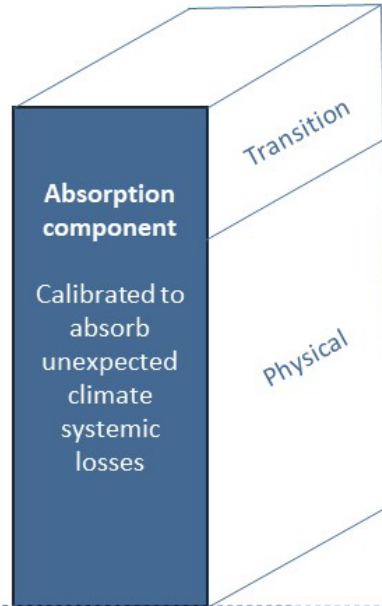 Absorption
component
Calibrated to
absorb
unexpected
climate
systemic
losses
Transition
Physical